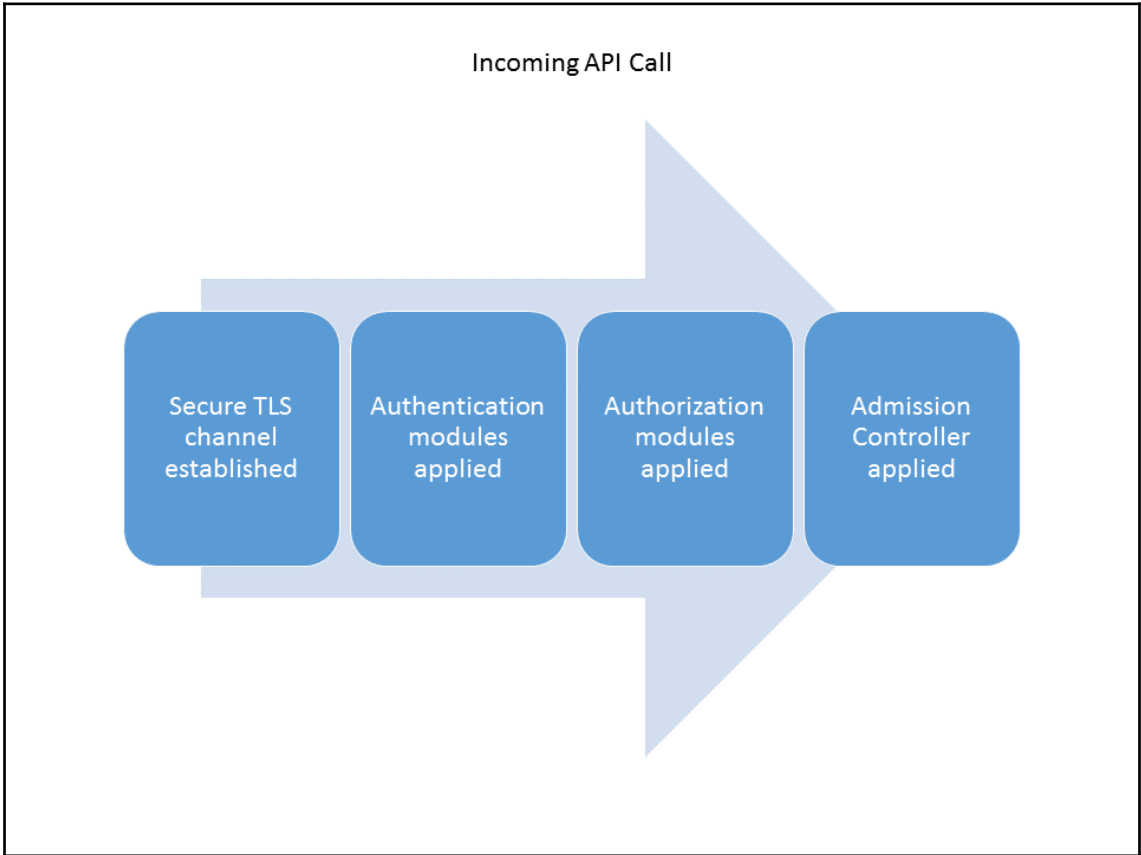 Incoming API Call
Secure TLS
channel
established
Authentication
modules
applied
Authorization
modules
applied
Admission
Controller
applied